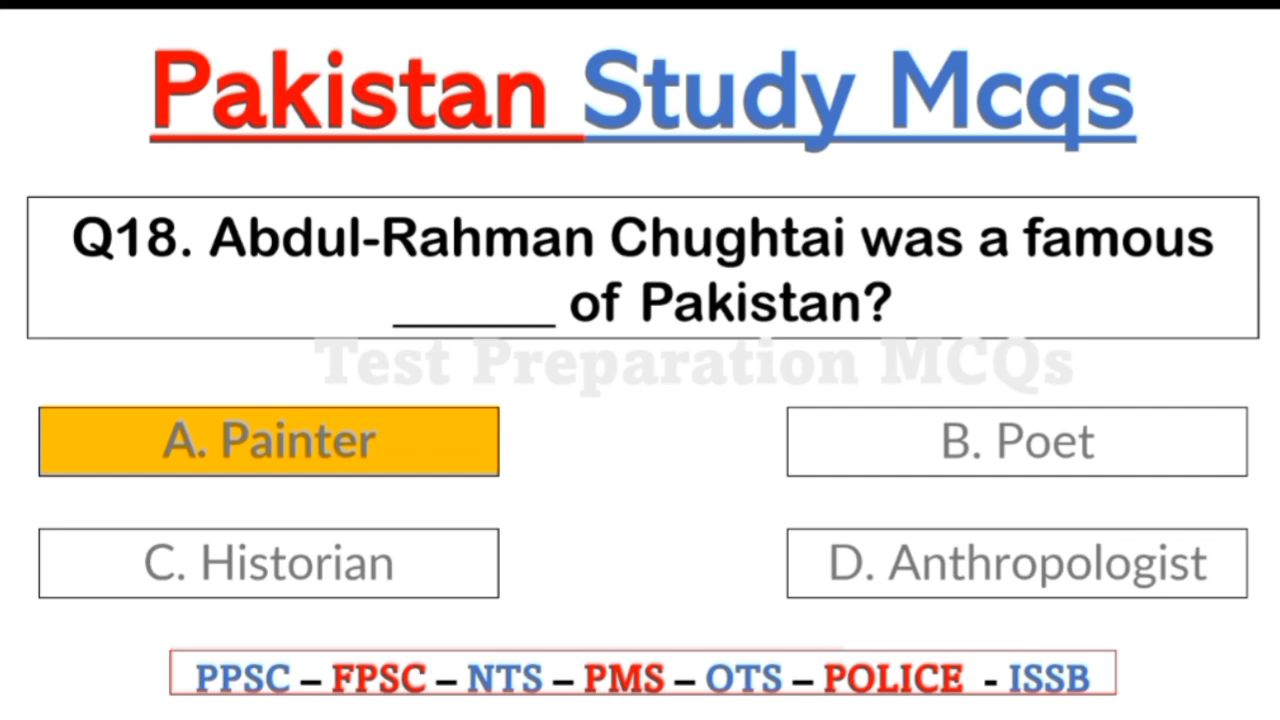 Pakistan Study Mcqs
Q18. Abdul-Rahman Chughtai was a famous
______ of Pakistan?
Test Preparation MCQs
A. Painter
B. Poet
C. Historian
D. Anthropologist
PPSC – FPSC – NTS – PMS – OTS – POLICE - ISSB